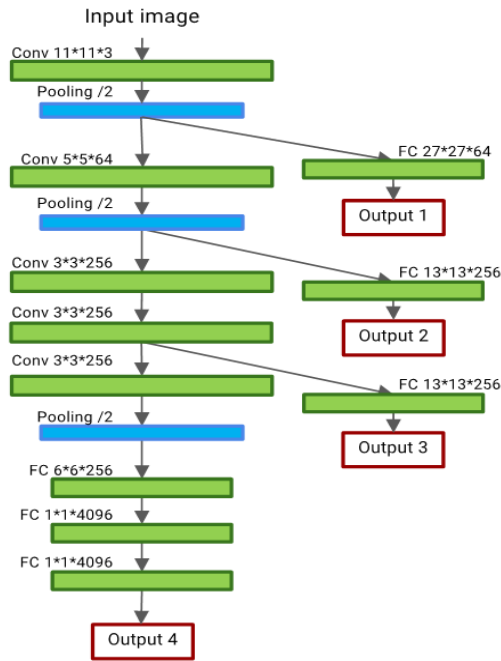 Input image
Conv 11*11*3
Pooling /2
FC 27*27*64
Conv 5*5*64
Output 1
Pooling /2
Conv 3*3*256
FC 13*13*256
Conv 3*3*256
Output 2
Conv 3*3*256
FC 13*13*256
Pooling /2
Output 3
FC 6*6*256
FC 1*1*4096
FC 1*1*4096
Output 4